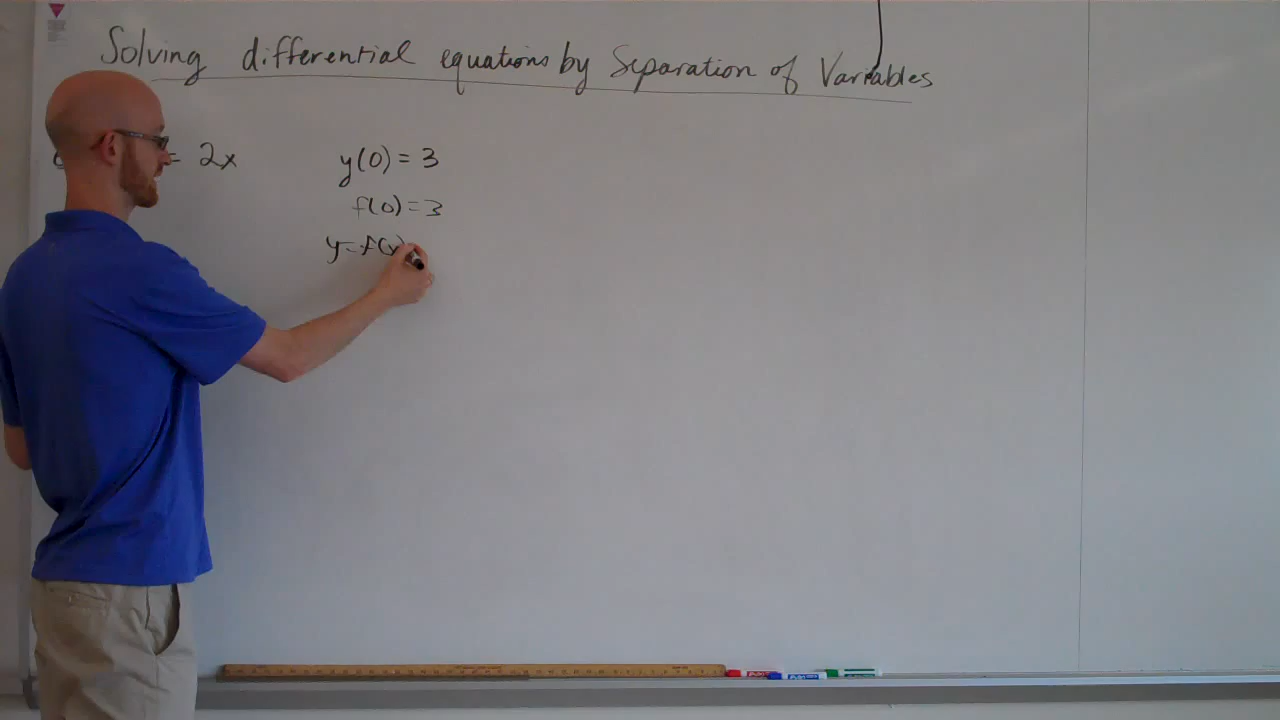 Solving differential equations by Separation of Variables
= 2x
y(0) = 3
f(0) = 3
y = f(x)